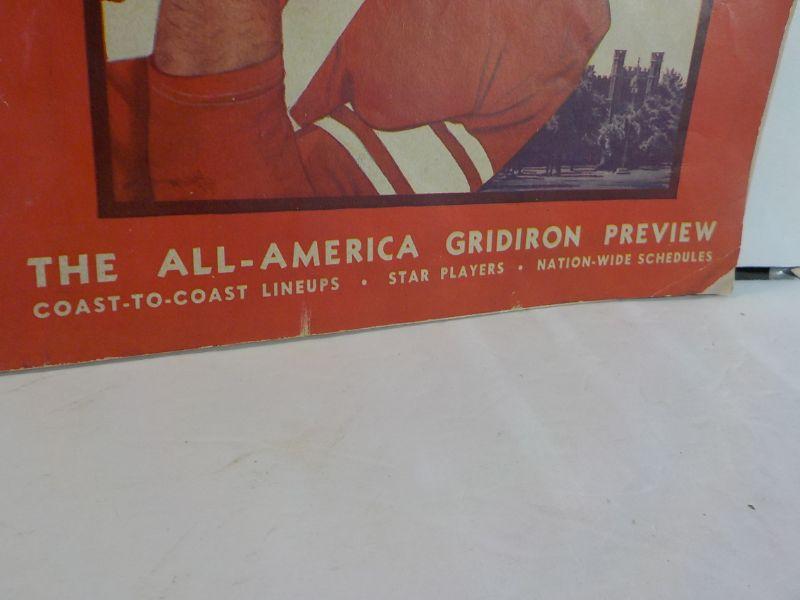 THE ALL-AMERICA GRIDIRON PREVIEW
COAST-TO-COAST LINEUPS • STAR PLAYERS • NATION-WIDE SCHEDULES